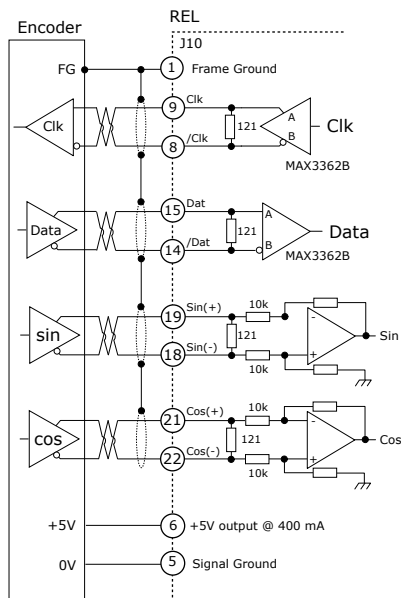 Encoder
REL
J10
FG
1
Frame Ground
Clk
9
Clk
121
A
B
Clk
8
/Clk
MAX3362B
Data
15
Dat
121
A
B
Data
14
/Dat
MAX3362B
sin
19
Sin(+)
10k
121
-
+
Sin
18
Sin(-)
10k
cos
21
Cos(+)
10k
121
-
+
Cos
22
Cos(-)
10k
+5V
6
+5V output @ 400 mA
0V
5
Signal Ground